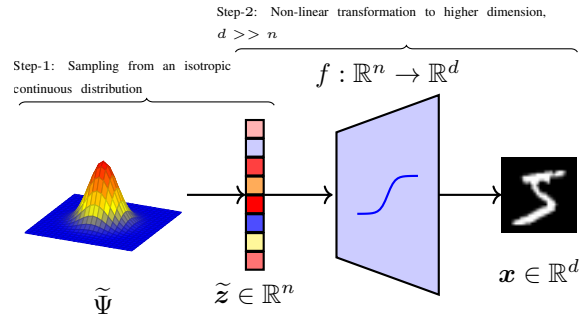 Step-2: Non-linear transformation to higher dimension,
d >> n
Step-1: Sampling from an isotropic
continuous distribution
f : ℝⁿ → ℝᵈ
Ψ̃
z̃ ∈ ℝⁿ
x ∈ ℝᵈ